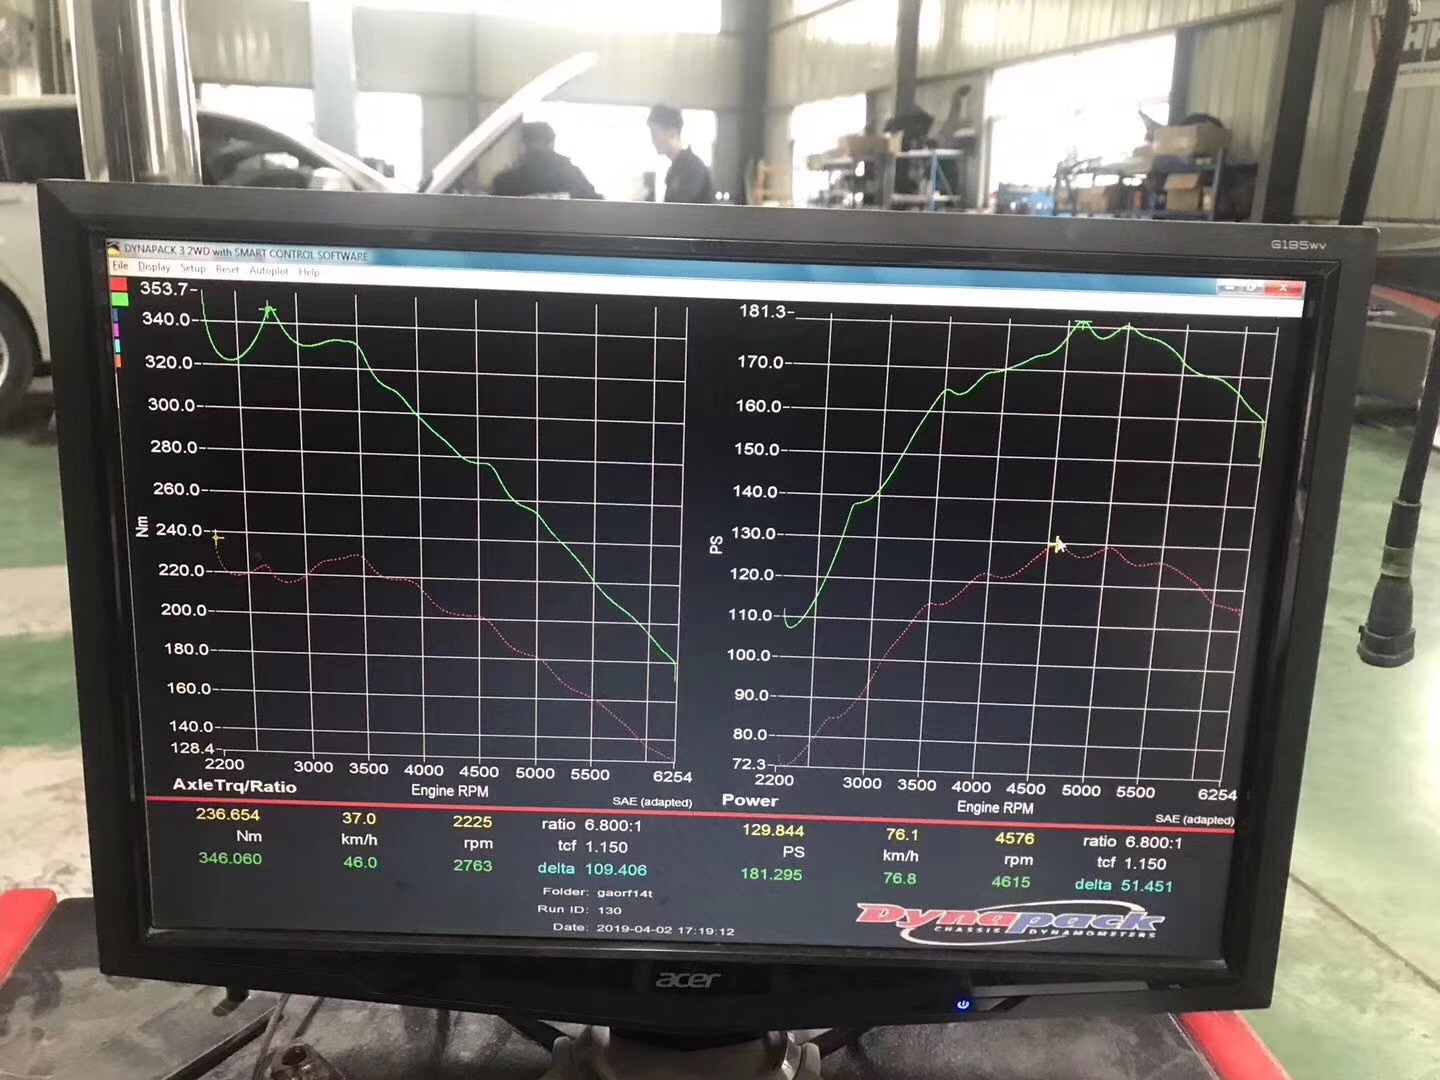 G195WV
DYNAPACK 3 2WD with SMART CONTROL SOFTWARE
File Display Setup Reset Autoplot Help
353.7
340.0
320.0
300.0
280.0
260.0
240.0
220.0
200.0
180.0
160.0
140.0
128.4
Nm
2200 3000 3500 4000 4500 5000 5500 6254
AxleTrq/Ratio
Engine RPM
SAE (adapted)
181.3
170.0
160.0
150.0
140.0
130.0
120.0
110.0
100.0
90.0
80.0
72.3
PS
2200 3000 3500 4000 4500 5000 5500 6254
Power
Engine RPM
SAE (adapted)
236.654 37.0 2225 ratio 6.800:1
Nm km/h rpm tcf 1.150
346.060 46.0 2763 delta 109.406
129.844 76.1 4576 ratio 6.800:1
PS km/h rpm tcf 1.150
181.295 76.8 4615 delta 51.451
Folder: gaorf14t
Run ID: 130
Date: 2019-04-02 17:19:12
Dynapack
CHASSIS DYNAMOMETERS
acer